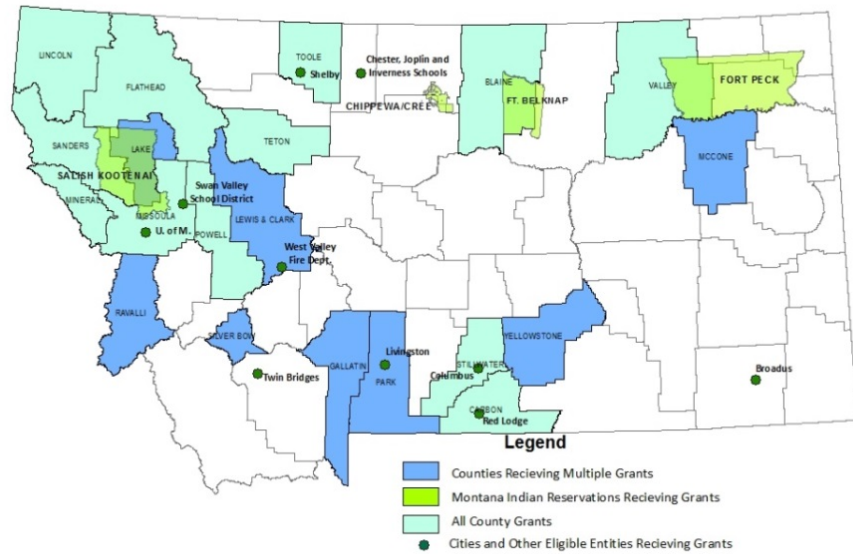 LINCOLN
FLATHEAD
TOOLE
Shelby
Chester, Joplin and
Inverness Schools
BLAINE
VALLEY
FORT PECK
CHIPPEWA/CREE
FT. BELKNAP
TETON
SANDERS
LAKE
MCCONE
SALISH KOOTENAI
Swan Valley
School District
MINERAL
MISSOULA
POWELL
LEWIS & CLARK
U. of M.
West Valley
Fire Dept.
RAVALLI
SILVER BOW
YELLOWSTONE
GALLATIN
Livingston
PARK
STILLWATER
Columbus
Twin Bridges
Broadus
CARBON
Red Lodge
Legend
Counties Recieving Multiple Grants
Montana Indian Reservations Recieving Grants
All County Grants
Cities and Other Eligible Entities Recieving Grants